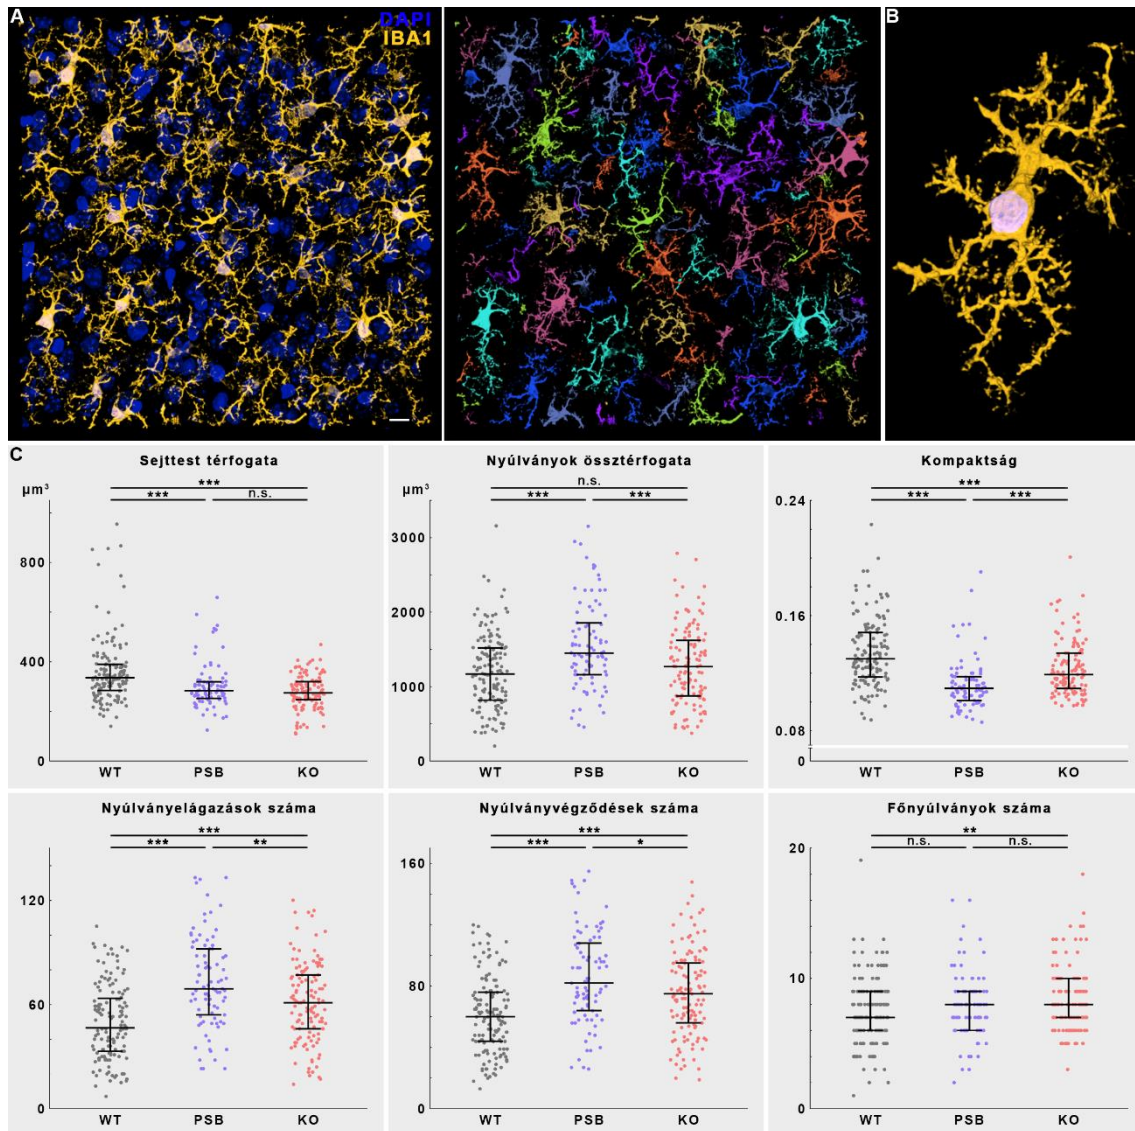 A
DAPI
IBA1
B
C
Sejttest térfogata
***
***
n.s.
µm³
800
400
0
WT PSB KO
Nyúlványok össztérfogata
n.s.
***
***
µm³
3000
2000
1000
0
WT PSB KO
Kompaktság
***
***
***
0.24
0.16
0.08
0
WT PSB KO
Nyúlványelágazások száma
***
***
**
120
60
0
WT PSB KO
Nyúlványvégződések száma
***
***
*
160
80
0
WT PSB KO
Főnyúlványok száma
**
n.s.
n.s.
20
10
0
WT PSB KO